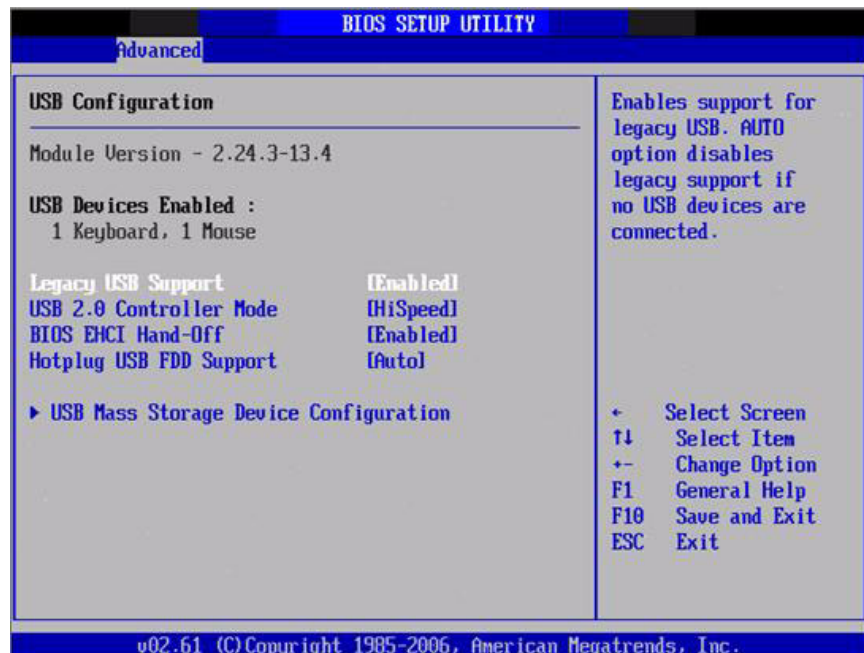 BIOS SETUP UTILITY
Advanced
USB Configuration
Module Version - 2.24.3-13.4
USB Devices Enabled :
1 Keyboard, 1 Mouse
Legacy USB Support [Enabled]
USB 2.0 Controller Mode [HiSpeed]
BIOS EHCI Hand-Off [Enabled]
Hotplug USB FDD Support [Auto]
► USB Mass Storage Device Configuration
Enables support for
legacy USB. AUTO
option disables
legacy support if
no USB devices are
connected.
← Select Screen
↑↓ Select Item
+- Change Option
F1 General Help
F10 Save and Exit
ESC Exit
v02.61 (C)Copyright 1985-2006, American Megatrends, Inc.